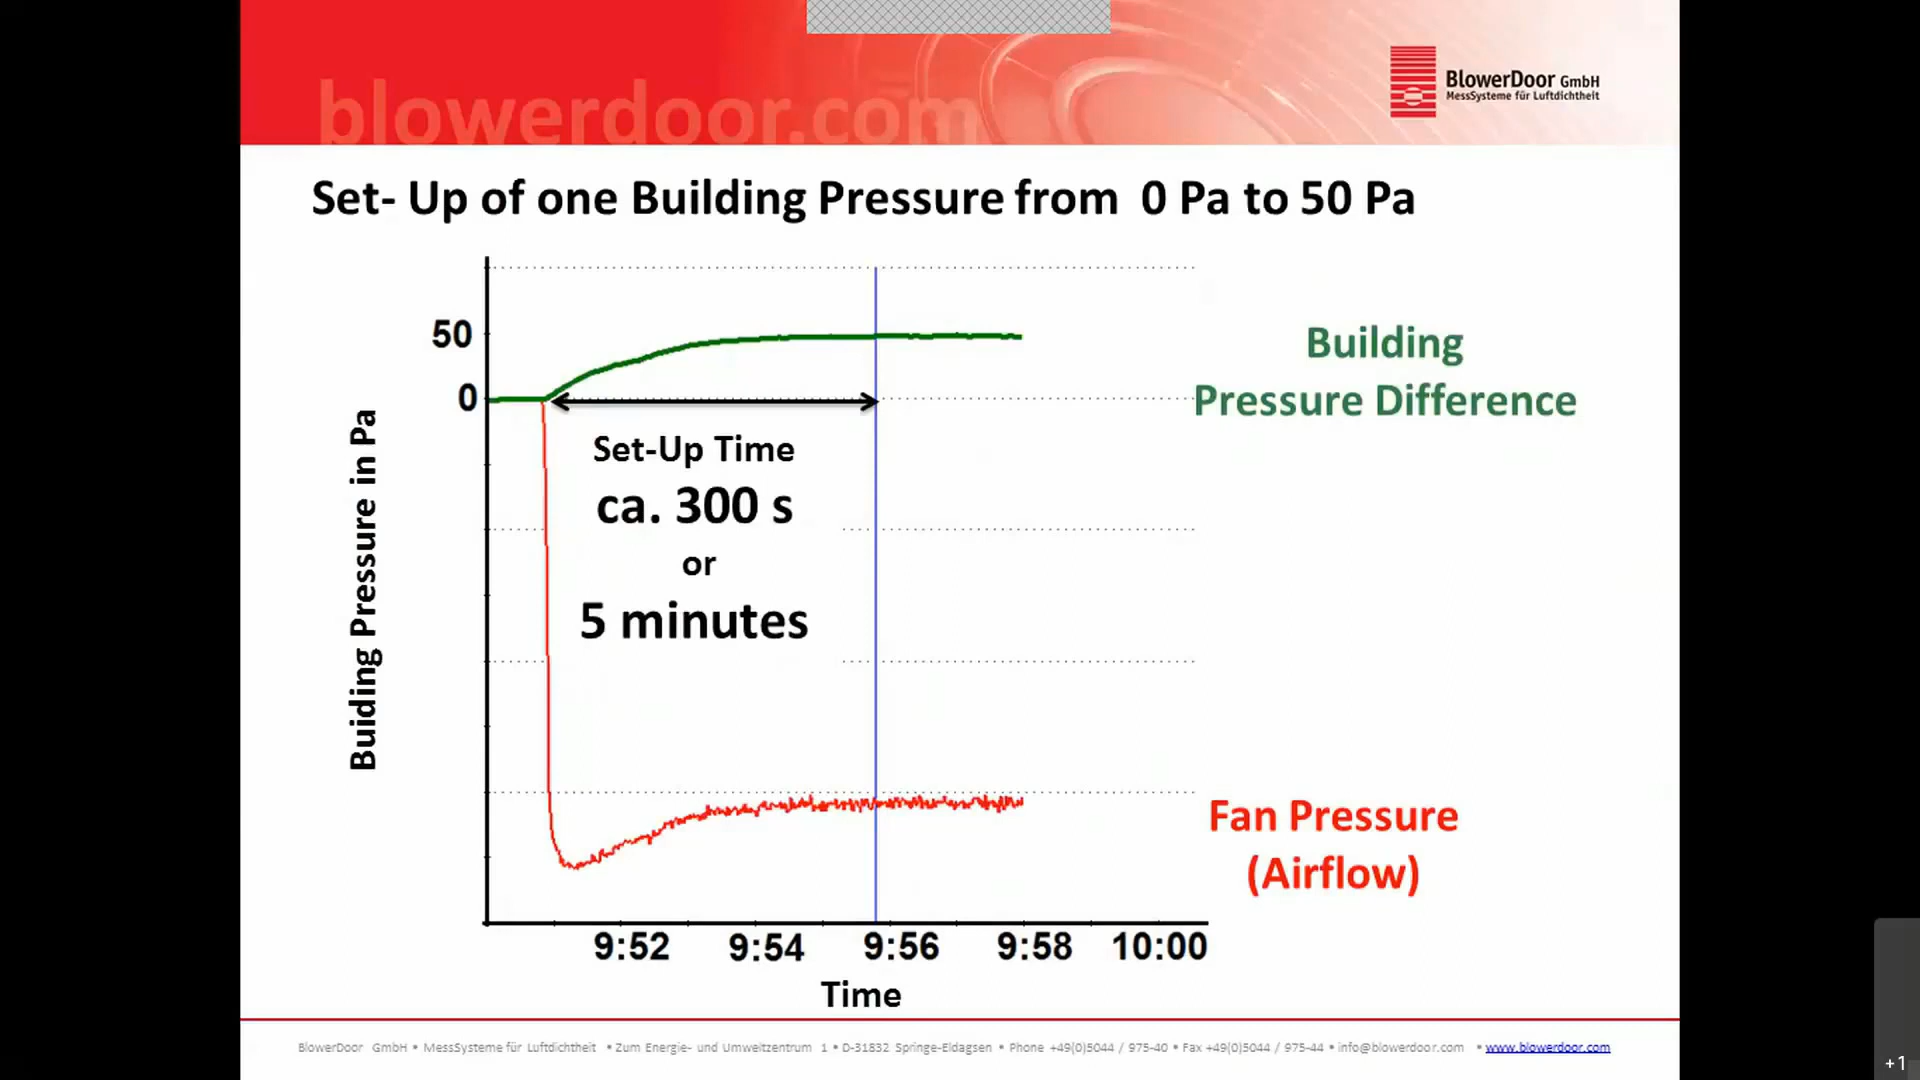 blowerdoor.com
BlowerDoor GmbH
MessSysteme für Luftdichtheit
Set- Up of one Building Pressure from 0 Pa to 50 Pa
50
0
Buiding Pressure in Pa
Building
Pressure Difference
Set-Up Time
ca. 300 s
or
5 minutes
Fan Pressure
(Airflow)
9:52 9:54 9:56 9:58 10:00
Time
BlowerDoor GmbH • MessSysteme für Luftdichtheit • Zum Energie- und Umweltzentrum 1 • D-31832 Springe-Eldagsen • Phone +49(0)5044 / 975-40 • Fax +49(0)5044 / 975-44 • info@blowerdoor.com • www.blowerdoor.com
+1